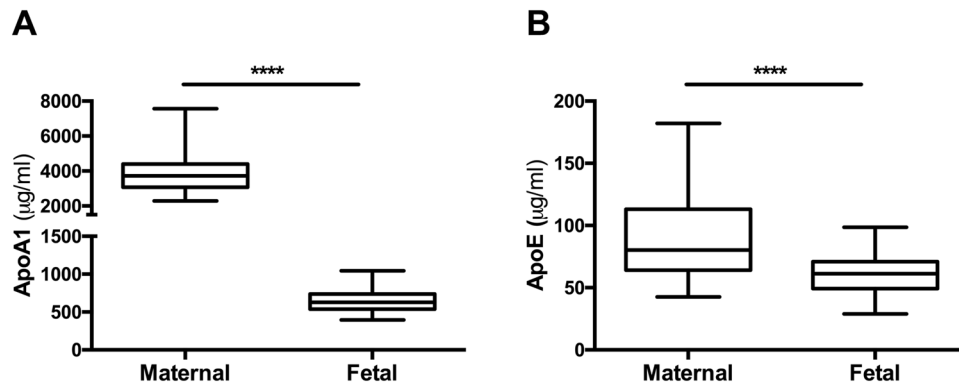 A
****
ApoA1 (μg/ml)
8000
6000
4000
2000
1500
1000
500
0
Maternal Fetal
B
****
ApoE (μg/ml)
200
150
100
50
0
Maternal Fetal